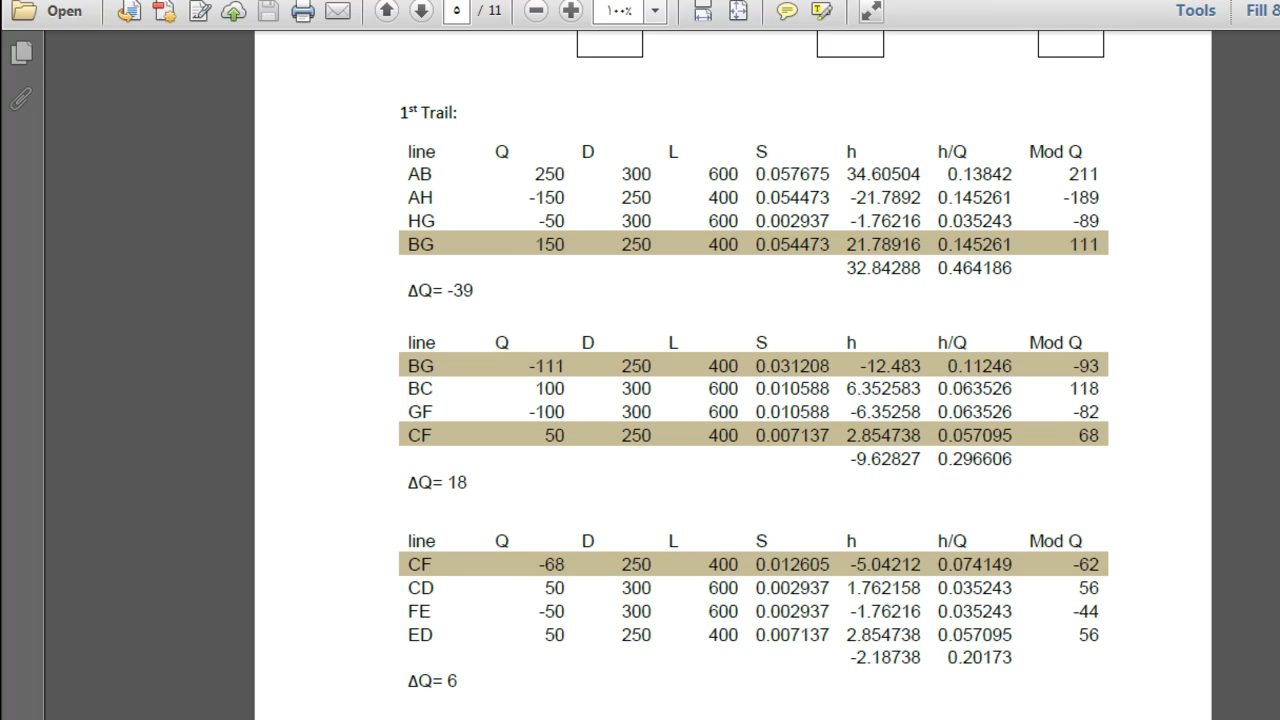 Open ٥ / 11 ١٠٠٪ Tools Fill &
1st Trail:
line Q D L S h h/Q Mod Q
AB 250 300 600 0.057675 34.60504 0.13842 211
AH -150 250 400 0.054473 -21.7892 0.145261 -189
HG -50 300 600 0.002937 -1.76216 0.035243 -89
BG 150 250 400 0.054473 21.78916 0.145261 111
32.84288 0.464186
ΔQ= -39
line Q D L S h h/Q Mod Q
BG -111 250 400 0.031208 -12.483 0.11246 -93
BC 100 300 600 0.010588 6.352583 0.063526 118
GF -100 300 600 0.010588 -6.35258 0.063526 -82
CF 50 250 400 0.007137 2.854738 0.057095 68
-9.62827 0.296606
ΔQ= 18
line Q D L S h h/Q Mod Q
CF -68 250 400 0.012605 -5.04212 0.074149 -62
CD 50 300 600 0.002937 1.762158 0.035243 56
FE -50 300 600 0.002937 -1.76216 0.035243 -44
ED 50 250 400 0.007137 2.854738 0.057095 56
-2.18738 0.20173
ΔQ= 6